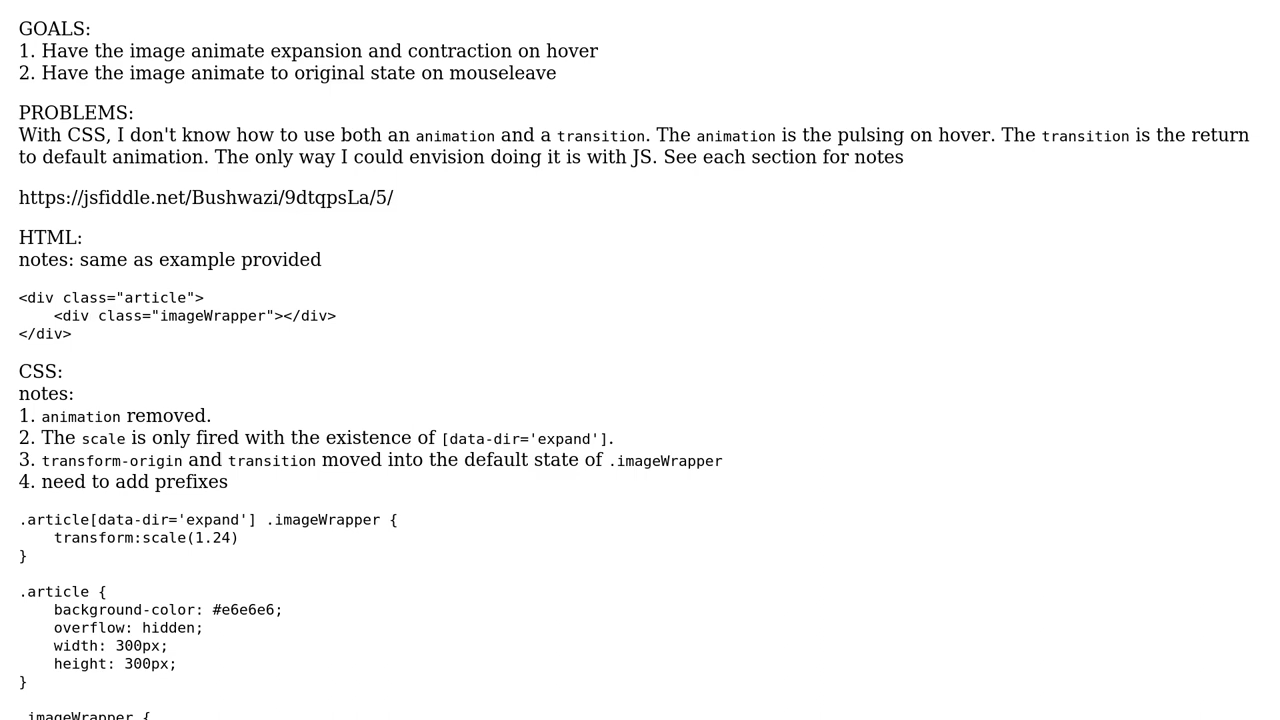 GOALS:
1. Have the image animate expansion and contraction on hover
2. Have the image animate to original state on mouseleave
PROBLEMS:
With CSS, I don't know how to use both an animation and a transition. The animation is the pulsing on hover. The transition is the return
to default animation. The only way I could envision doing it is with JS. See each section for notes
https://jsfiddle.net/Bushwazi/9dtqpsLa/5/
HTML:
notes: same as example provided
<div class="article">
    <div class="imageWrapper"></div>
</div>
CSS:
notes:
1. animation removed.
2. The scale is only fired with the existence of [data-dir='expand'].
3. transform-origin and transition moved into the default state of .imageWrapper
4. need to add prefixes
.article[data-dir='expand'] .imageWrapper {
    transform:scale(1.24)
}
.article {
    background-color: #e6e6e6;
    overflow: hidden;
    width: 300px;
    height: 300px;
}
.imageWrapper {